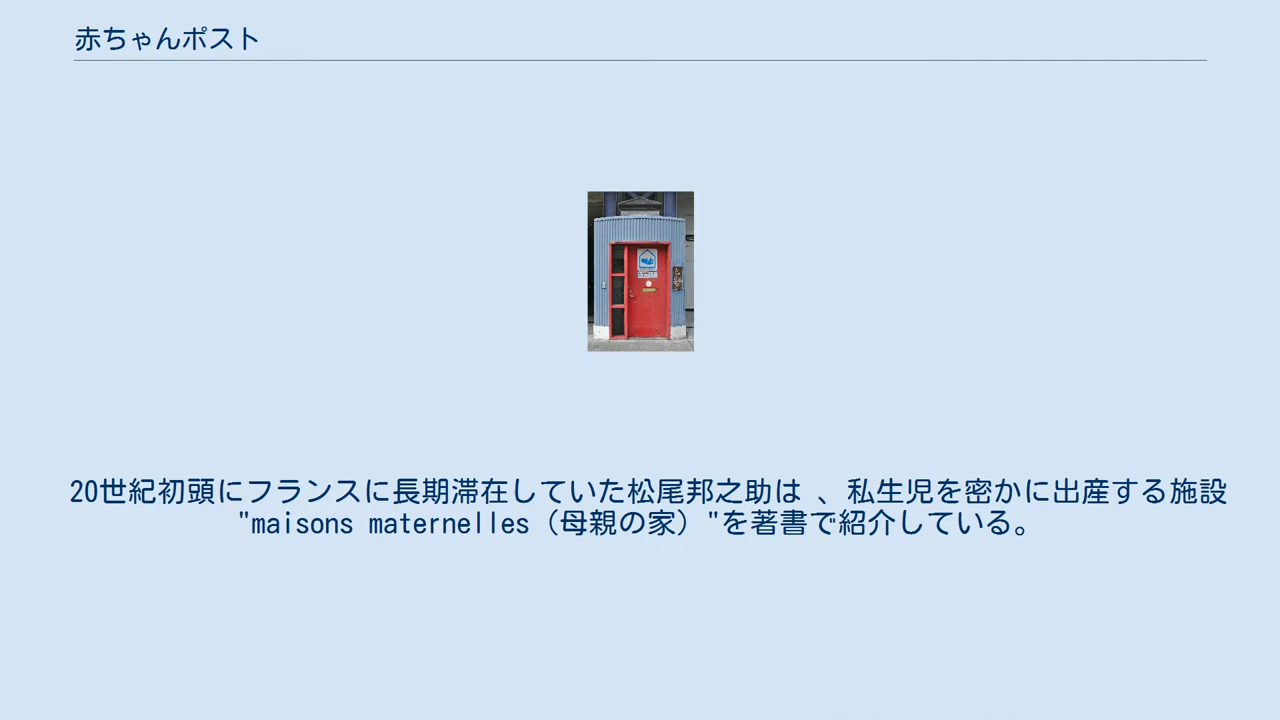 赤ちゃんポスト
20世紀初頭にフランスに長期滞在していた松尾邦之助は 、私生児を密かに出産する施設
"maisons maternelles（母親の家）"を著書で紹介している。